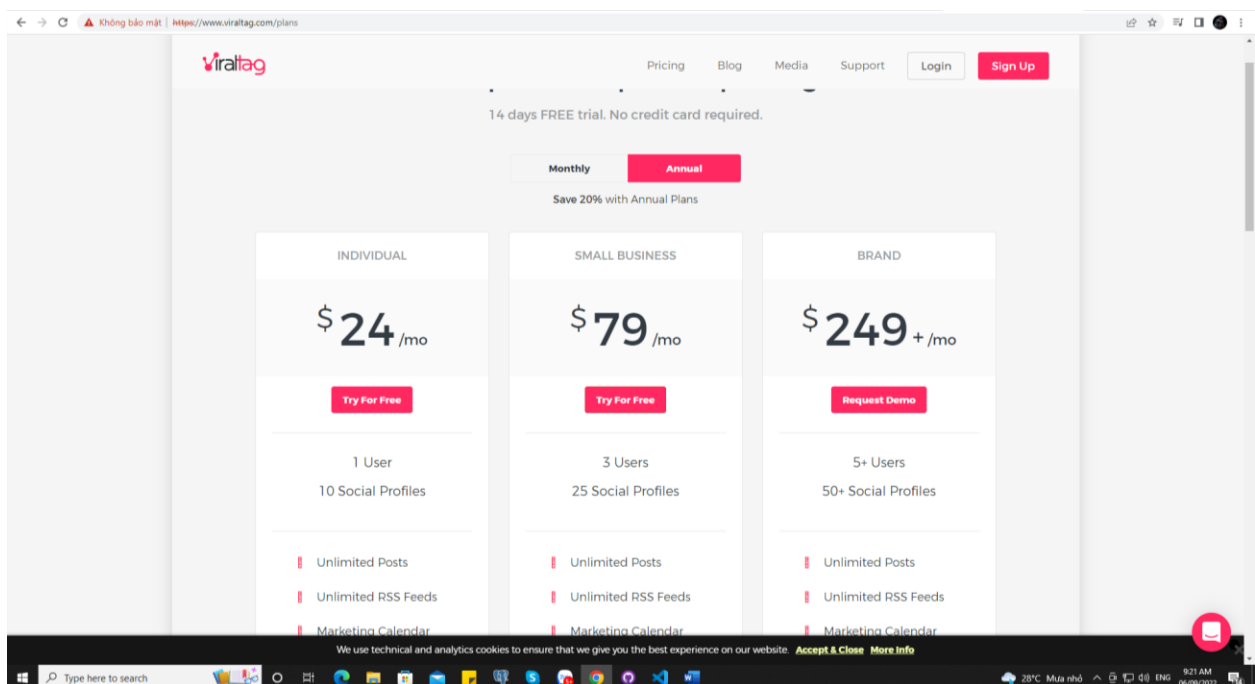 Không bảo mật | https://www.viraltag.com/plans
Viraltag
Pricing Blog Media Support Login Sign Up
14 days FREE trial. No credit card required.
Monthly Annual
Save 20% with Annual Plans
INDIVIDUAL SMALL BUSINESS BRAND
$24/mo $79/mo $249+/mo
Try For Free Try For Free Request Demo
1 User 3 Users 5+ Users
10 Social Profiles 25 Social Profiles 50+ Social Profiles
Unlimited Posts Unlimited Posts Unlimited Posts
Unlimited RSS Feeds Unlimited RSS Feeds Unlimited RSS Feeds
Marketing Calendar Marketing Calendar Marketing Calendar
We use technical and analytics cookies to ensure that we give you the best experience on our website. Accept & Close More Info
Type here to search 28°C Mưa nhỏ ENG 9:21 AM
06/09/2022